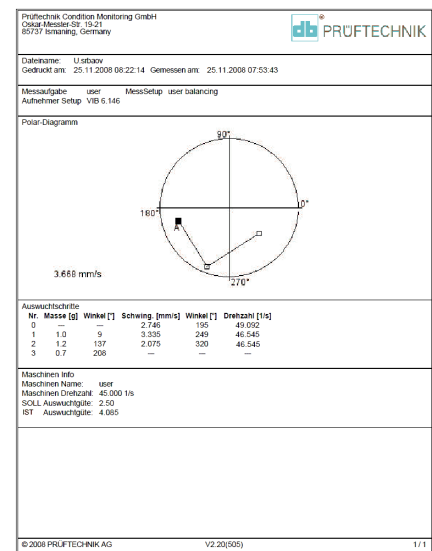 Prüftechnik Condition Monitoring GmbH
Oskar-Messter-Str. 19-21
85737 Ismaning, Germany
db PRÜFTECHNIK
Dateiname: U.srbaov
Gedruckt am: 25.11.2008 08:22:14 Gemessen am: 25.11.2008 07:53:43
Messaufgabe user MessSetup user balancing
Aufnehmer Setup VIB 6.146
Polar-Diagramm
90°
180°
0°
A
3.668 mm/s
270°
Auswuchtschritte
Nr. Masse [g] Winkel [°] Schwing. [mm/s] Winkel [°] Drehzahl [1/s]
0 — — 2.746 195 49.092
1 1.0 9 3.335 249 46.545
2 1.2 137 2.075 320 46.545
3 0.7 208 — — —
Maschinen Info
Maschinen Name: user
Maschinen Drehzahl: 45.000 1/s
SOLL Auswuchtgüte: 2.50
IST Auswuchtgüte: 4.085
© 2008 PRÜFTECHNIK AG V2.20(505) 1 / 1